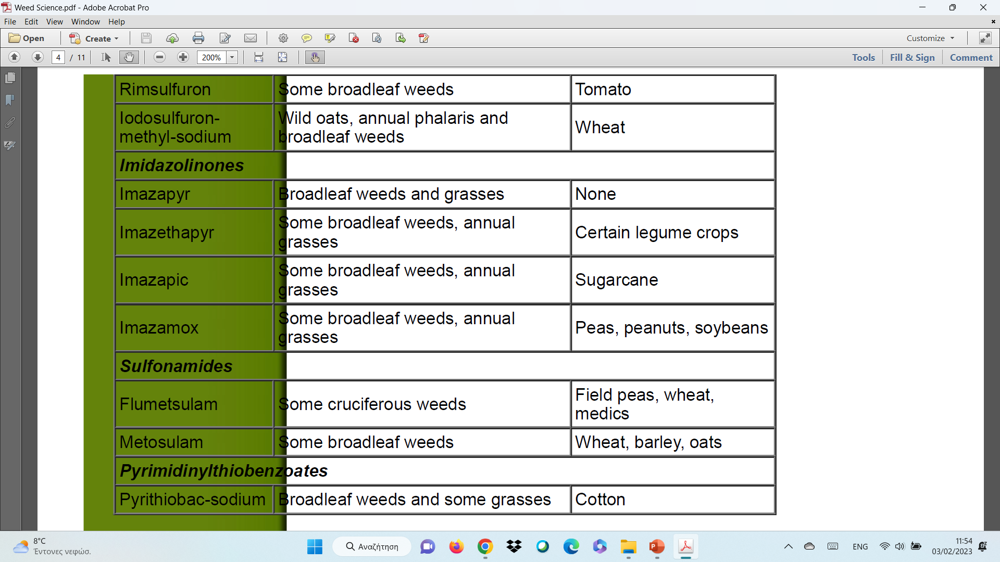 Weed Science.pdf - Adobe Acrobat Pro
File Edit View Window Help
Open Create Customize
4 / 11 200% Tools Fill & Sign Comment
Rimsulfuron Some broadleaf weeds Tomato
Iodosulfuron-
methyl-sodium Wild oats, annual phalaris and
broadleaf weeds Wheat
Imidazolinones
Imazapyr Broadleaf weeds and grasses None
Imazethapyr Some broadleaf weeds, annual
grasses Certain legume crops
Imazapic Some broadleaf weeds, annual
grasses Sugarcane
Imazamox Some broadleaf weeds, annual
grasses Peas, peanuts, soybeans
Sulfonamides
Flumetsulam Some cruciferous weeds Field peas, wheat,
medics
Metosulam Some broadleaf weeds Wheat, barley, oats
Pyrimidinylthiobenzoates
Pyrithiobac-sodium Broadleaf weeds and some grasses Cotton
8°C
Έντονες νεφώσ.
Αναζήτηση
ENG
11:54
03/02/2023